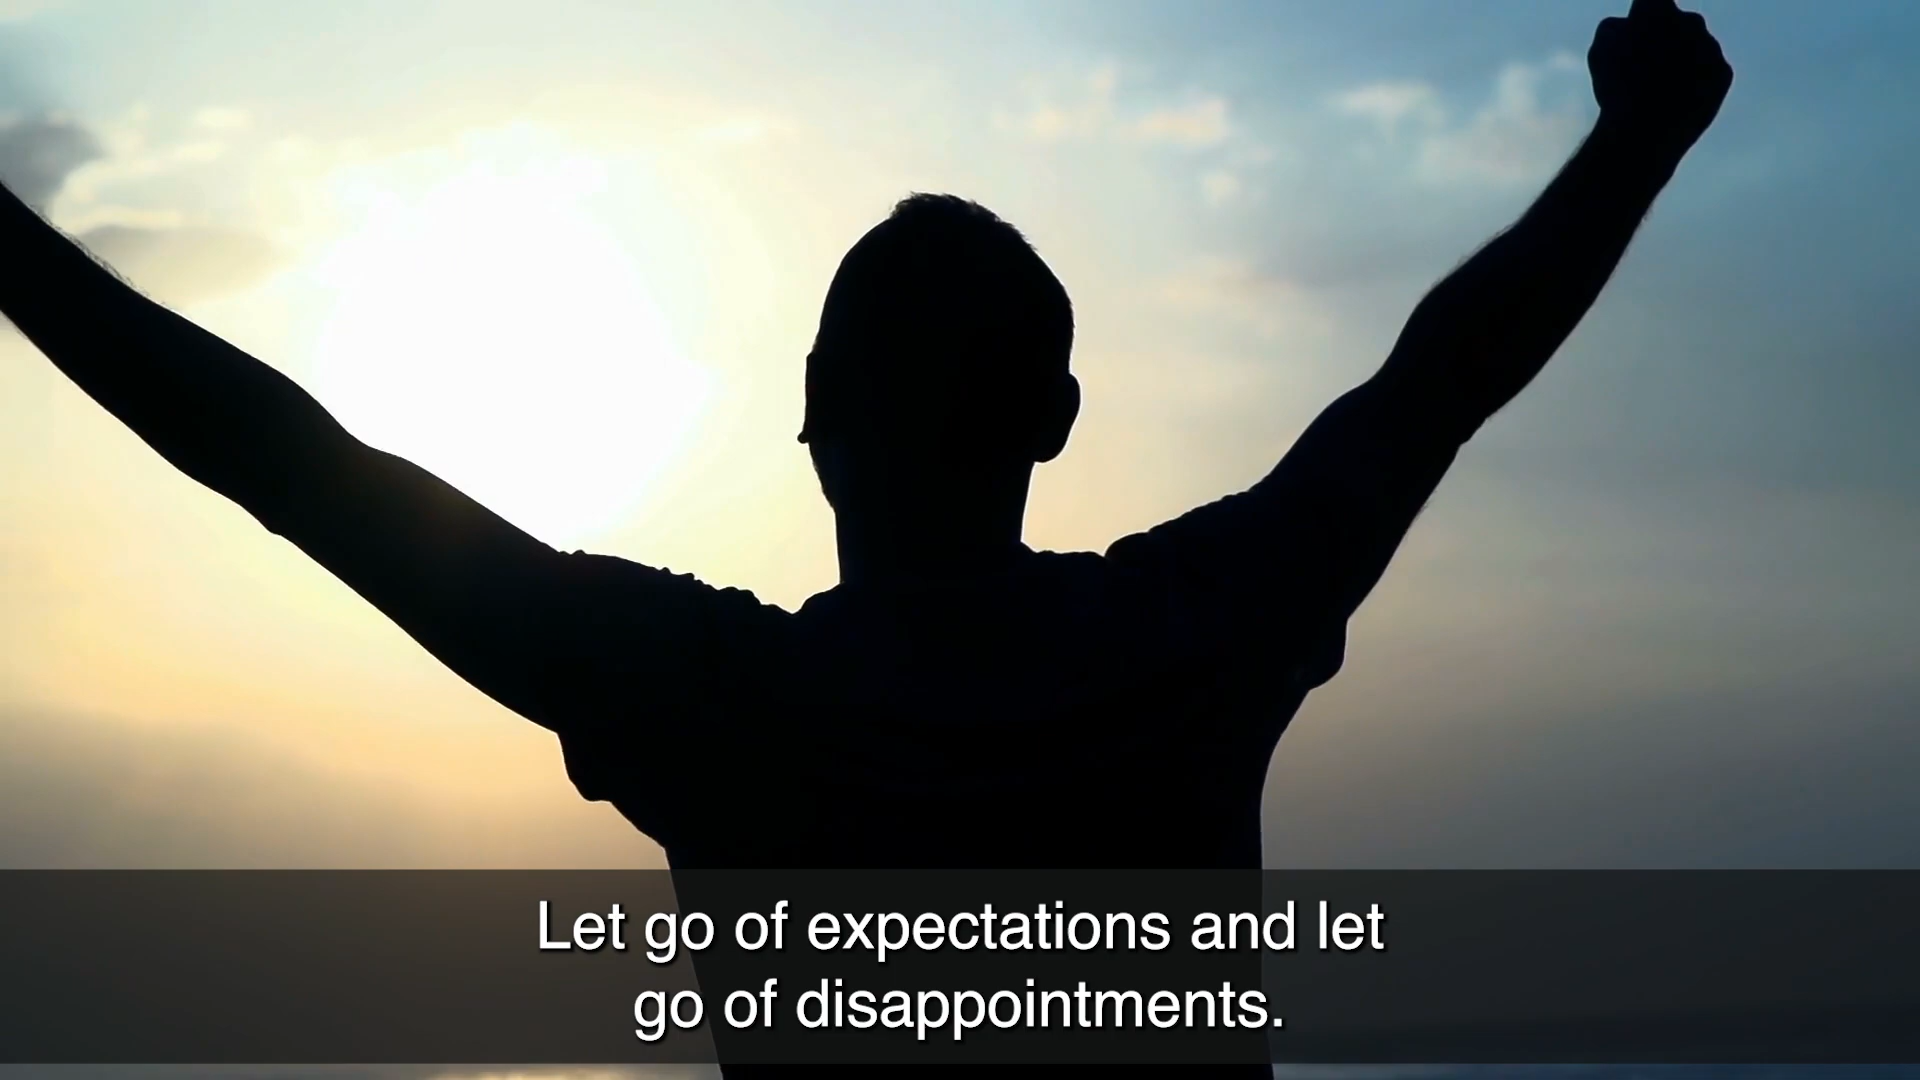 Let go of expectations and let
go of disappointments.